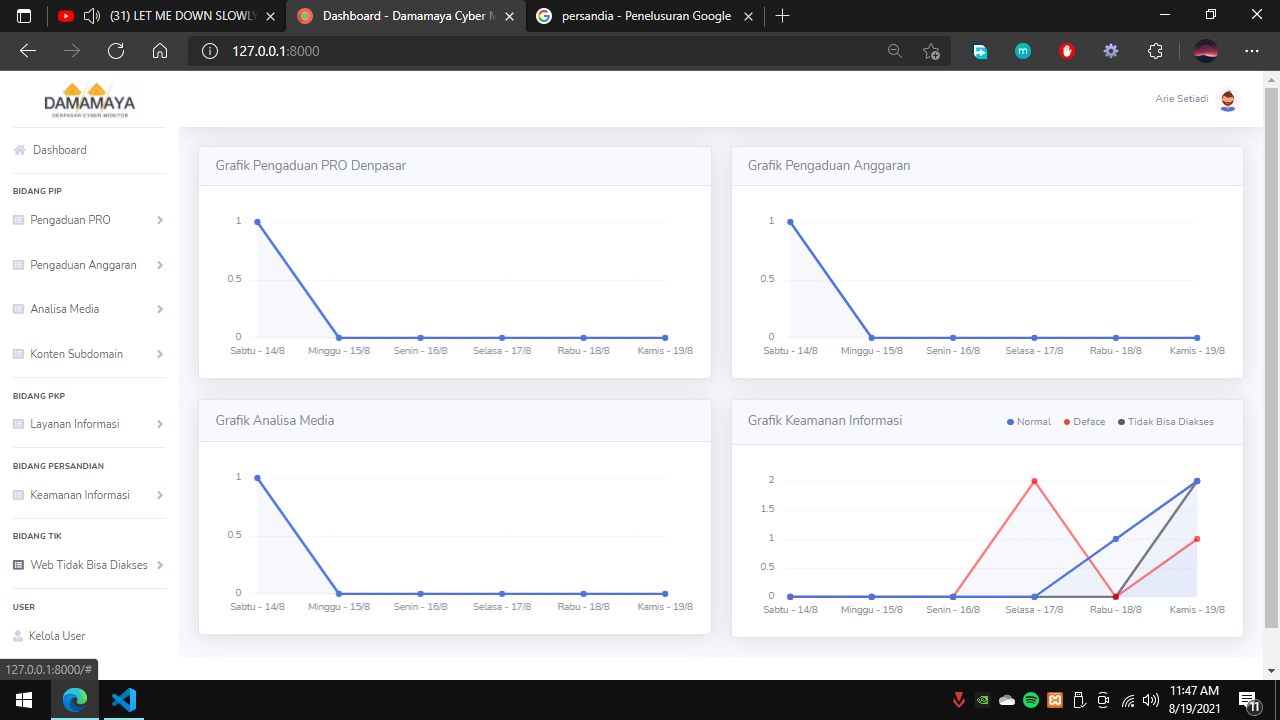 (31) LET ME DOWN SLOWLY
Dashboard - Damamaya Cyber M
persandia - Penelusuran Google
127.0.0.1:8000
m
DAMAMAYA
DENPASAR CYBER MONITOR
Arie Setiadi
Dashboard
BIDANG PIP
Pengaduan PRO
Pengaduan Anggaran
Analisa Media
Konten Subdomain
BIDANG PKP
Layanan Informasi
BIDANG PERSANDIAN
Keamanan Informasi
BIDANG TIK
Web Tidak Bisa Diakses
USER
Kelola User
127.0.0.1:8000/#
Grafik Pengaduan PRO Denpasar
1
0.5
0
Sabtu - 14/8 Minggu - 15/8 Senin - 16/8 Selasa - 17/8 Rabu - 18/8 Kamis - 19/8
Grafik Pengaduan Anggaran
1
0.5
0
Sabtu - 14/8 Minggu - 15/8 Senin - 16/8 Selasa - 17/8 Rabu - 18/8 Kamis - 19/8
Grafik Analisa Media
1
0.5
0
Sabtu - 14/8 Minggu - 15/8 Senin - 16/8 Selasa - 17/8 Rabu - 18/8 Kamis - 19/8
Grafik Keamanan Informasi
Normal Deface Tidak Bisa Diakses
2
1.5
1
0.5
0
Sabtu - 14/8 Minggu - 15/8 Senin - 16/8 Selasa - 17/8 Rabu - 18/8 Kamis - 19/8
11:47 AM
8/19/2021
11